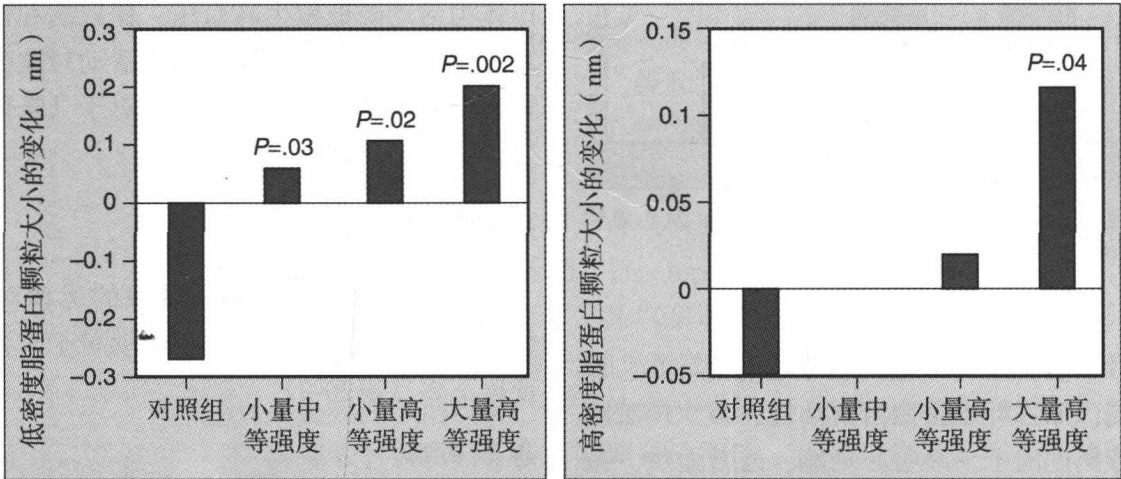 低密度脂蛋白颗粒大小的变化（nm）
0.3
0.2
0.1
0
−0.1
−0.2
−0.3
P=.03
P=.02
P=.002
对照组 小量中 小量高 大量高
等强度 等强度 等强度
高密度脂蛋白颗粒大小的变化（nm）
0.15
0.1
0.05
0
−0.05
P=.04
对照组 小量中 小量高 大量高
等强度 等强度 等强度